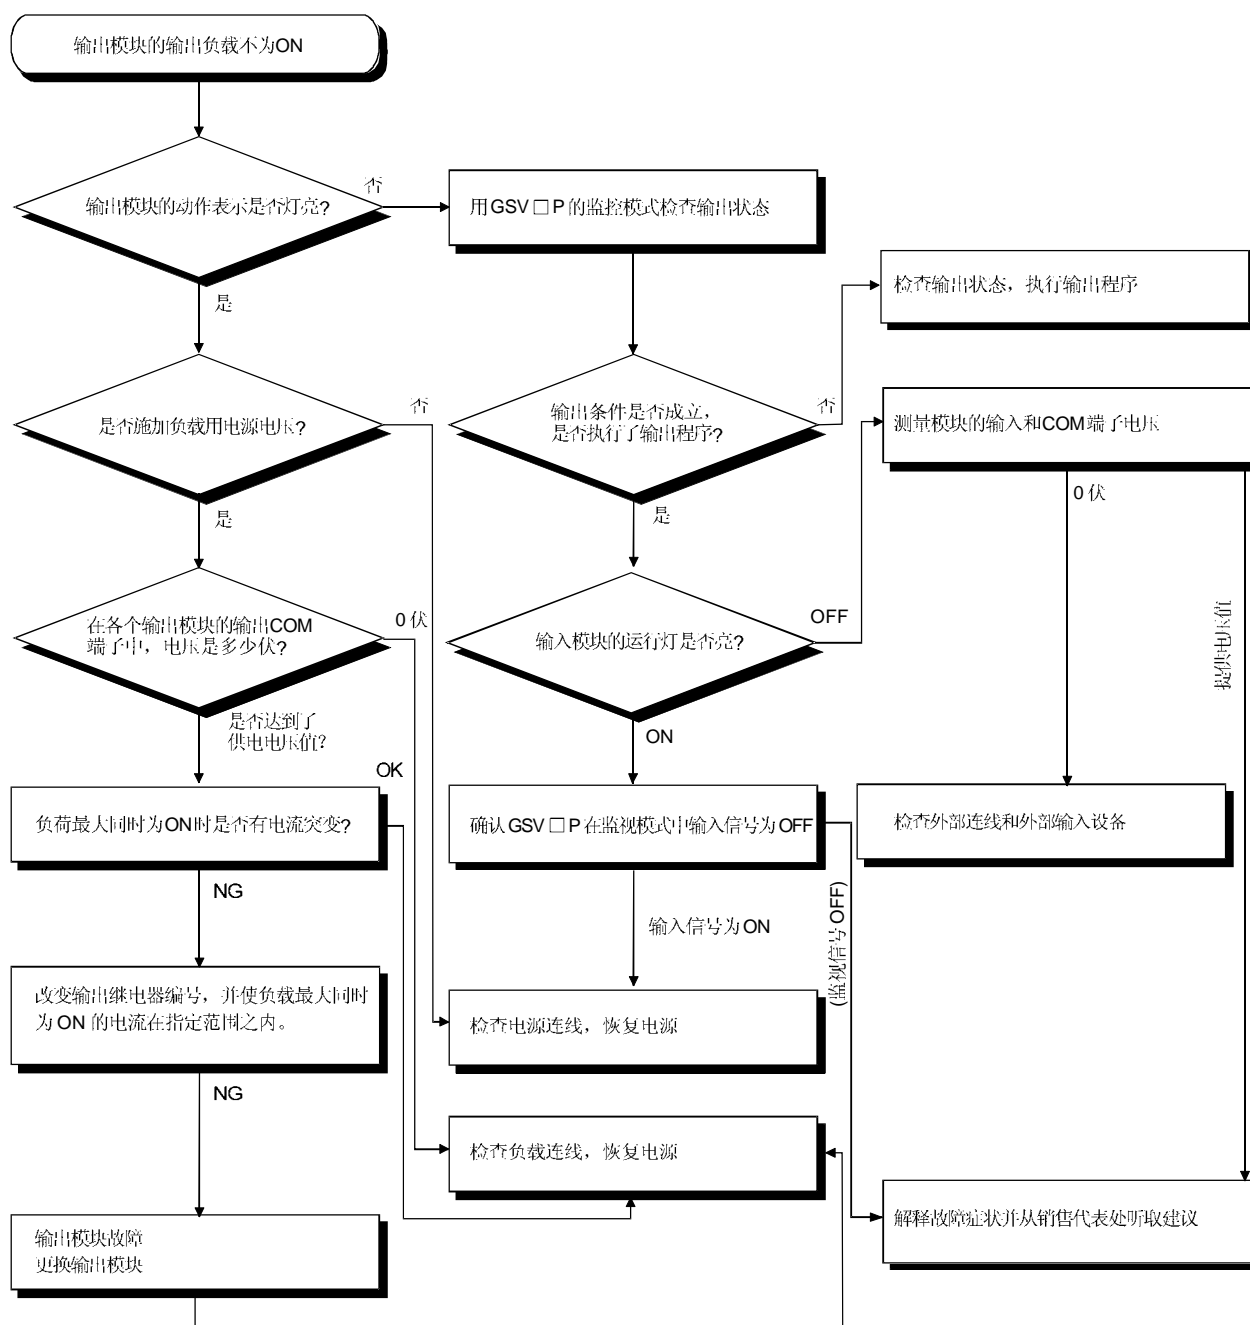 输出模块的输出负载不为ON
输出模块的动作表示是否灯亮?
否
用GSV□P的监控模式检查输出状态
是
检查输出状态，执行输出程序
是否施加负载用电源电压?
否
输出条件是否成立，
是否执行了输出程序?
否
测量模块的输入和COM端子电压
是
是
0伏
在各个输出模块的输出COM
端子中，电压是多少伏?
0伏
输入模块的运行灯是否亮?
OFF
提供电压值
是否达到了
供电电压值?
ON
OK
负荷最大同时为ON时是否有电流突变?
确认GSV□P在监视模式中输入信号为OFF
检查外部连线和外部输入设备
NG
输入信号为ON
(监视信号OFF)
改变输出继电器编号，并使负载最大同时
为ON的电流在指定范围之内。
检查电源连线，恢复电源
NG
检查负载连线，恢复电源
输出模块故障
更换输出模块
解释故障症状并从销售代表处听取建议